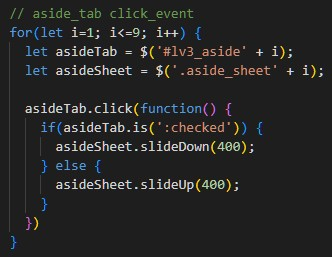 // aside_tab click_event
for(let i=1; i<=9; i++) {
  let asideTab = $('#lv3_aside' + i);
  let asideSheet = $('.aside_sheet' + i);

  asideTab.click(function() {
    if(asideTab.is(':checked')) {
      asideSheet.slideDown(400);
    } else {
      asideSheet.slideUp(400);
    }
  })
}